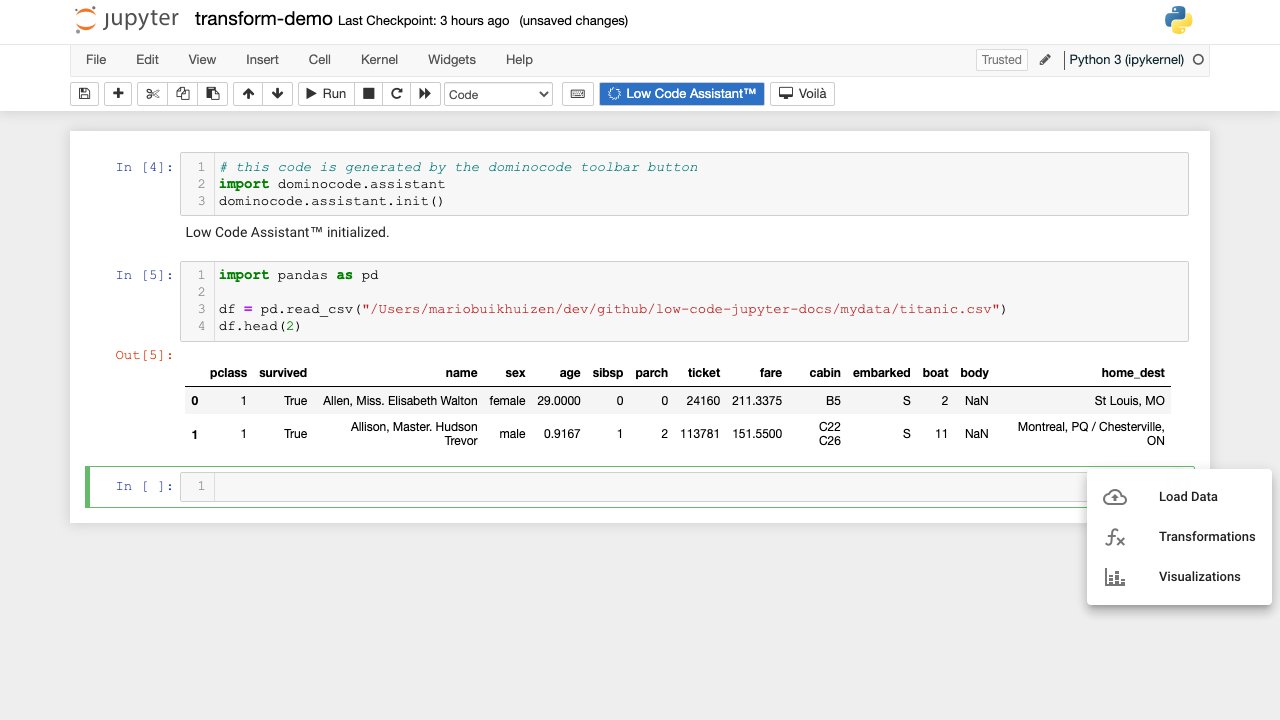 jupyter transform-demo Last Checkpoint: 3 hours ago (unsaved changes)
File Edit View Insert Cell Kernel Widgets Help Trusted Python 3 (ipykernel)
Run Code Low Code Assistant™ Voilà
In [4]: 1 # this code is generated by the dominocode toolbar button
2 import dominocode.assistant
3 dominocode.assistant.init()
Low Code Assistant™ initialized.
In [5]: 1 import pandas as pd
2
3 df = pd.read_csv("/Users/mariobuikhuizen/dev/github/low-code-jupyter-docs/mydata/titanic.csv")
4 df.head(2)
Out[5]:
pclass survived name sex age sibsp parch ticket fare cabin embarked boat body home_dest
0 1 True Allen, Miss. Elisabeth Walton female 29.0000 0 0 24160 211.3375 B5 S 2 NaN St Louis, MO
1 1 True Allison, Master. Hudson Trevor male 0.9167 1 2 113781 151.5500 C22 C26 S 11 NaN Montreal, PQ / Chesterville, ON
In [ ]: 1
Load Data
Transformations
Visualizations